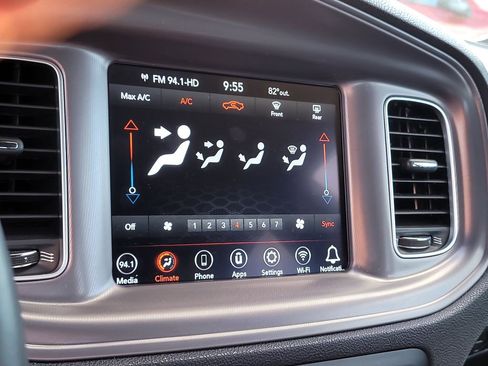 FM 94.1-HD 9:55 82° out.
Max A/C A/C Front Rear
Off 1 2 3 4 5 6 7 Sync
94.1
Media Climate Phone Apps Settings Wi-Fi Notificati..